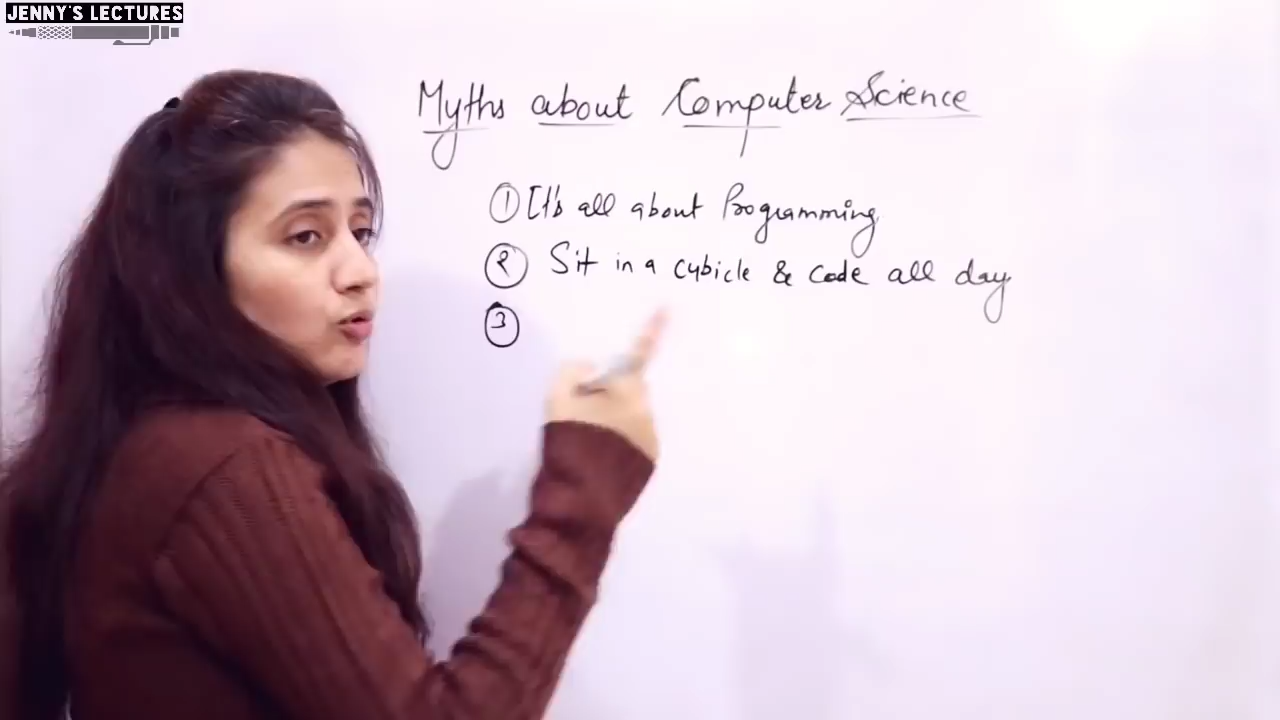 JENNY'S LECTURES
Myths about Computer Science
① It's all about Programming
② Sit in a cubicle & code all day
③